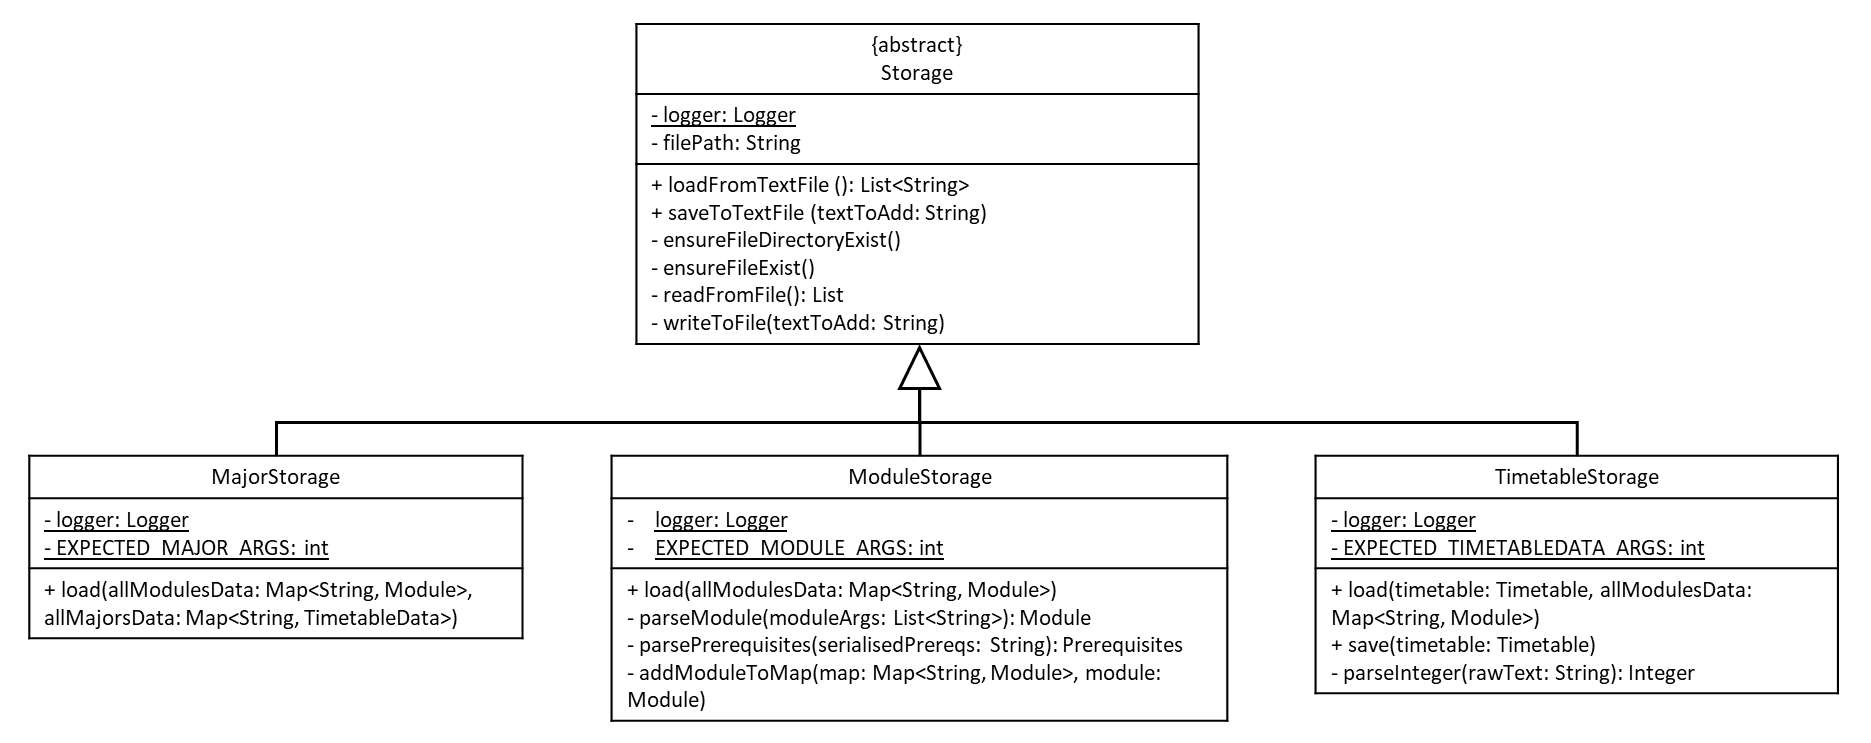 {abstract}
Storage
- logger: Logger
- filePath: String
+ loadFromTextFile (): List<String>
+ saveToTextFile (textToAdd: String)
- ensureFileDirectoryExist()
- ensureFileExist()
- readFromFile(): List
- writeToFile(textToAdd: String)
MajorStorage
- logger: Logger
- EXPECTED_MAJOR_ARGS: int
+ load(allModulesData: Map<String, Module>,
allMajorsData: Map<String, TimetableData>)
ModuleStorage
- logger: Logger
- EXPECTED_MODULE_ARGS: int
+ load(allModulesData: Map<String, Module>)
- parseModule(moduleArgs: List<String>): Module
- parsePrerequisites(serialisedPrereqs: String): Prerequisites
- addModuleToMap(map: Map<String, Module>, module:
Module)
TimetableStorage
- logger: Logger
- EXPECTED_TIMETABLEDATA_ARGS: int
+ load(timetable: Timetable, allModulesData:
Map<String, Module>)
+ save(timetable: Timetable)
- parseInteger(rawText: String): Integer